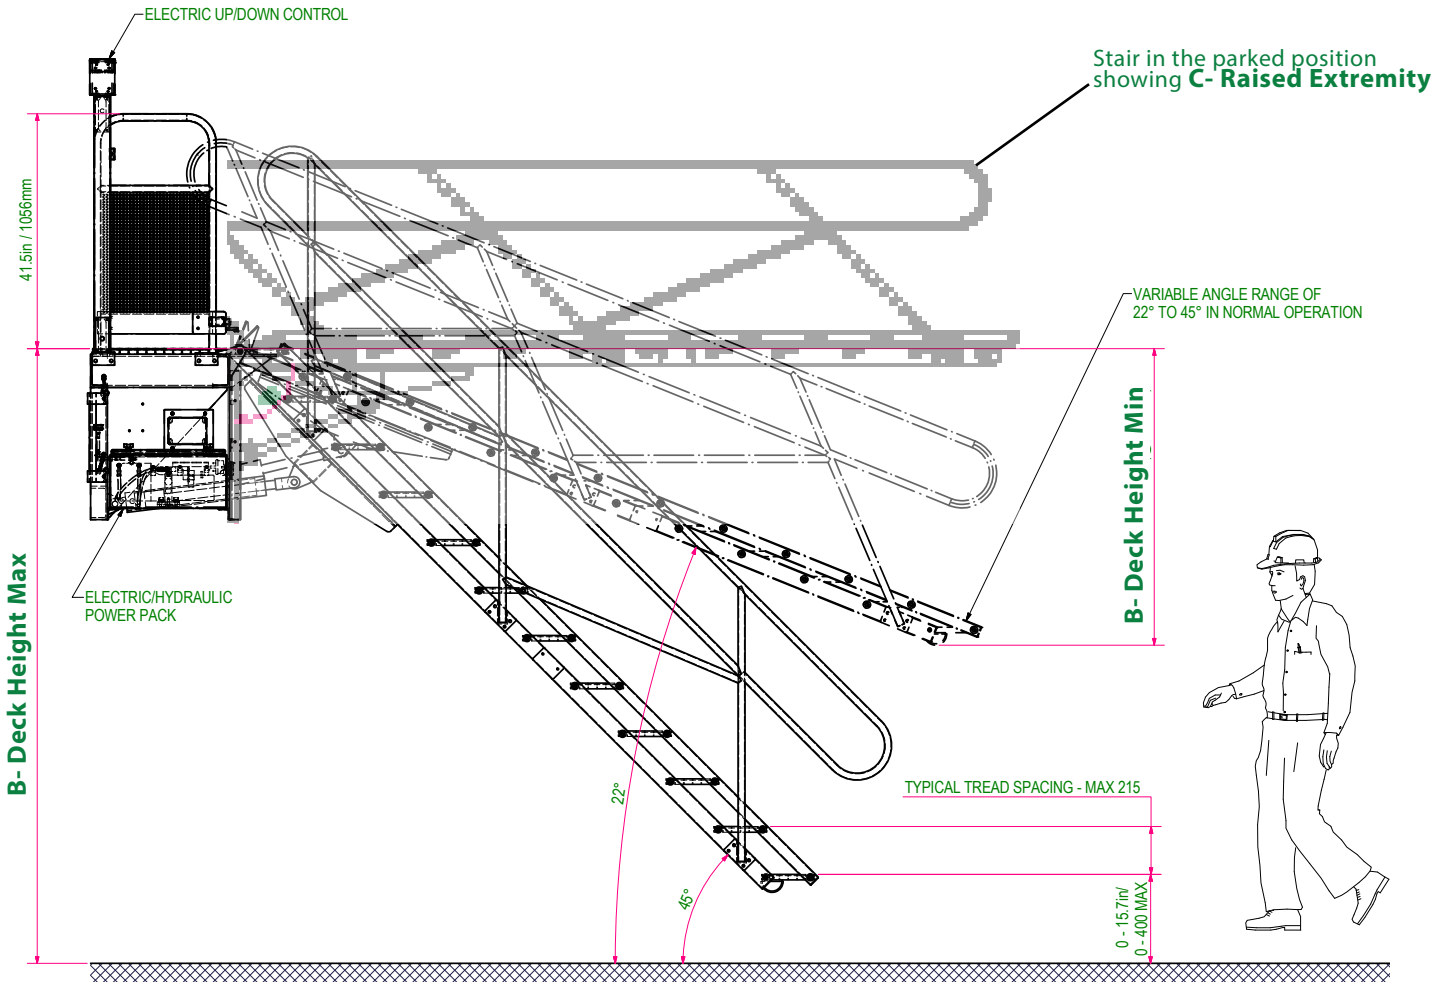 ELECTRIC UP/DOWN CONTROL
Stair in the parked position
showing C- Raised Extremity
41.5in / 1056mm
VARIABLE ANGLE RANGE OF
22° TO 45° IN NORMAL OPERATION
B- Deck Height Min
B- Deck Height Max
ELECTRIC/HYDRAULIC
POWER PACK
22°
45°
TYPICAL TREAD SPACING - MAX 215
0 - 15.7in/
0 - 400 MAX